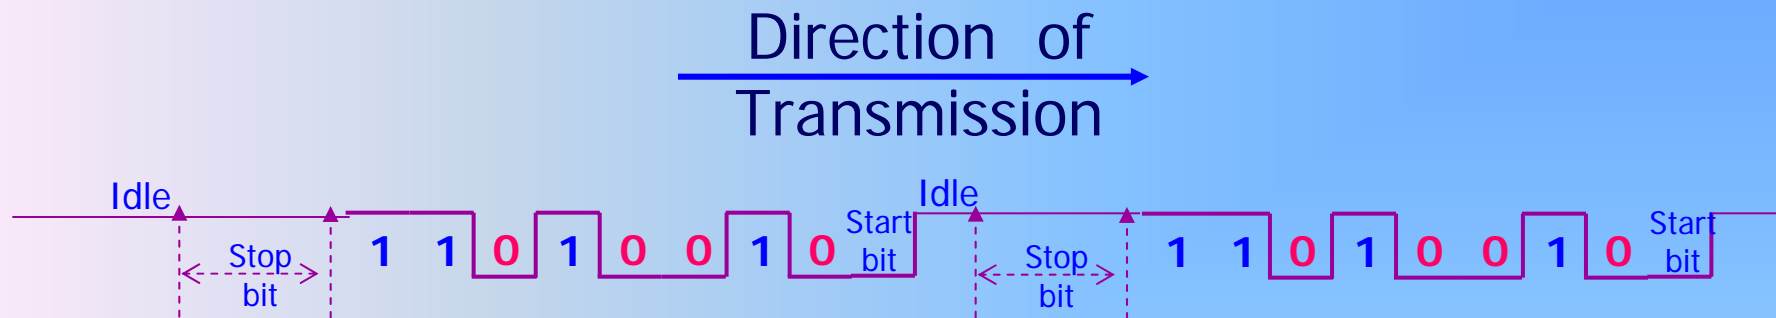 Direction of
Transmission
Idle
Stop
bit
1 1 0 1 0 0 1 0
Start
bit
Idle
Stop
bit
1 1 0 1 0 0 1 0
Start
bit